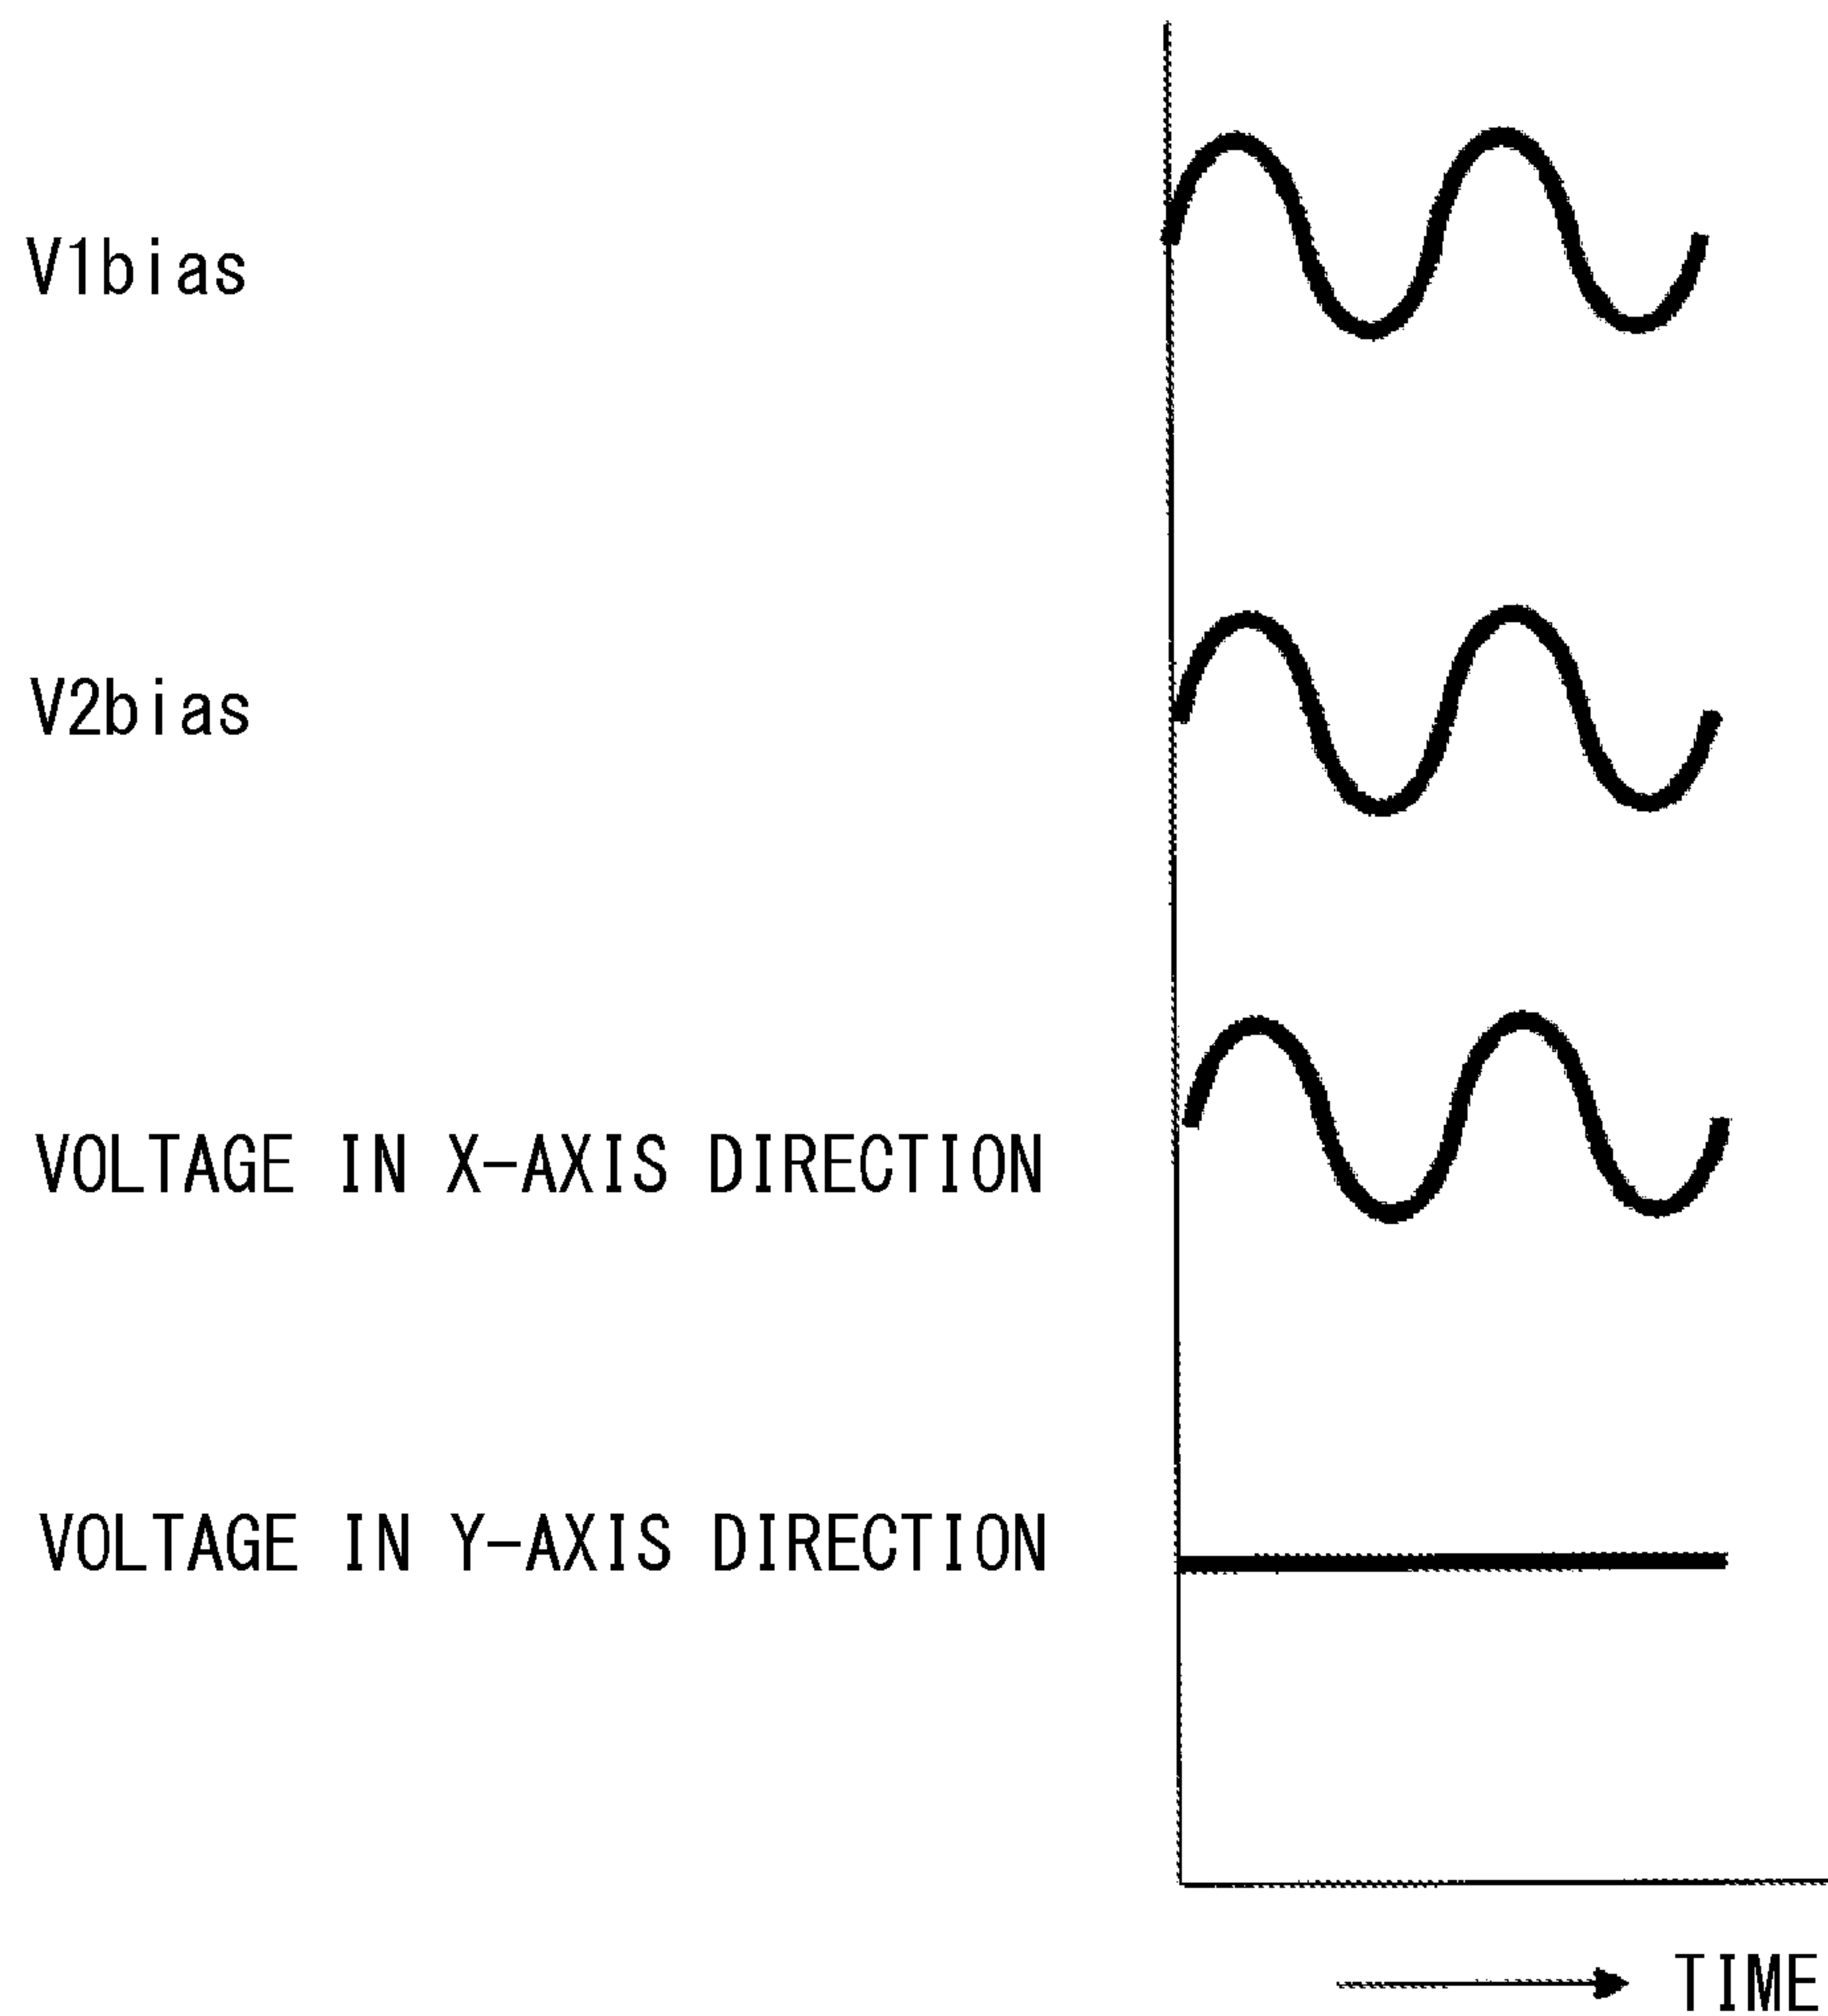 V1bias
V2bias
VOLTAGE IN X-AXIS DIRECTION
VOLTAGE IN Y-AXIS DIRECTION
TIME